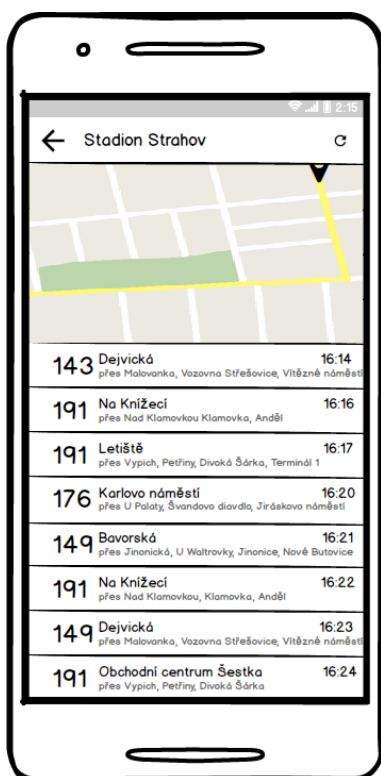 2:15
Stadion Strahov
143 Dejvická 16:14
přes Malovanka, Vozovna Střešovice, Vítězné náměstí
191 Na Knížecí 16:16
přes Nad Klamovkou Klamovka, Anděl
191 Letiště 16:17
přes Vypich, Petřiny, Divoká Šárka, Terminál 1
176 Karlovo náměstí 16:20
přes U Palaty, Švandovo diavdlo, Jiráskovo náměstí
149 Bavorská 16:21
přes Jinonická, U Waltrovky, Jinonice, Nové Butovice
191 Na Knížecí 16:22
přes Nad Klamovkou, Klamovka, Anděl
149 Dejvická 16:23
přes Malovanka, Vozovna Střešovice, Vítězné náměstí
191 Obchodní centrum Šestka 16:24
přes Vypich, Petřiny, Divoká Šárka